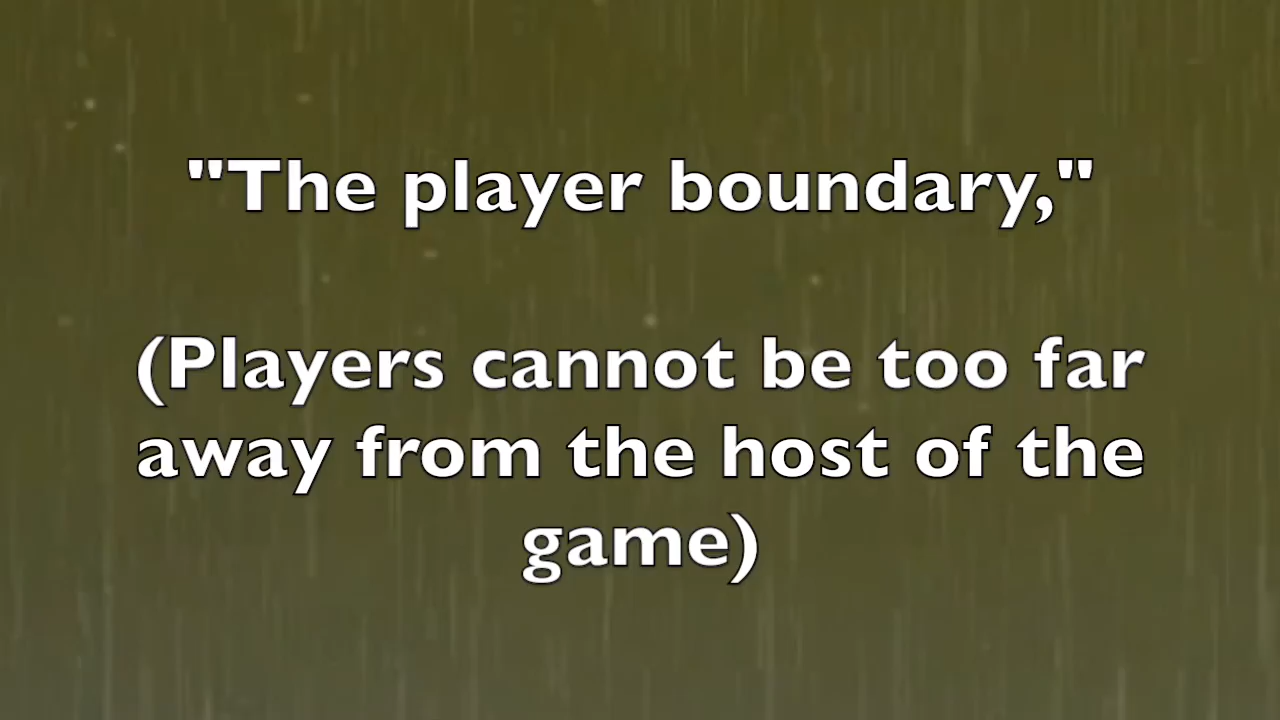 "The player boundary,"
(Players cannot be too far
away from the host of the
game)